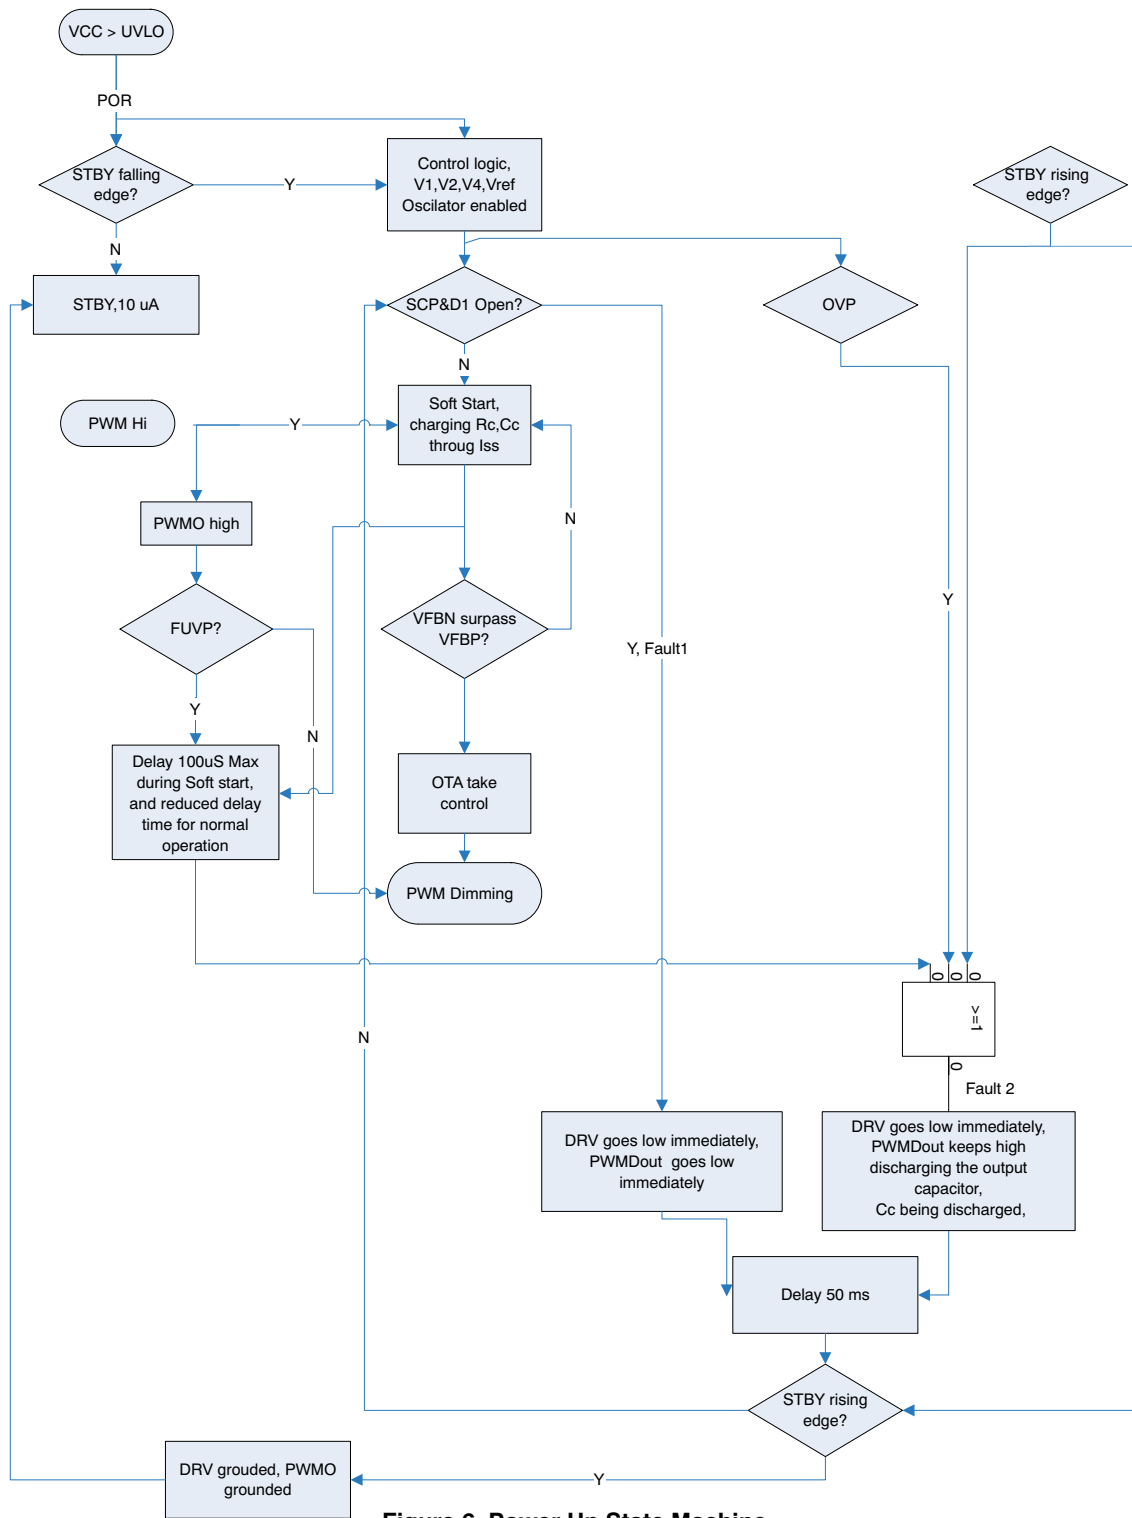 VCC > UVLO
POR
STBY falling
edge?
Y
Control logic,
V1,V2,V4,Vref
Oscilator enabled
STBY rising
edge?
N
STBY,10 uA
SCP&D1 Open?
OVP
N
PWM Hi
Y
Soft Start,
charging Rc,Cc
throug Iss
PWMO high
N
FUVP?
VFBN surpass
VFBP?
Y
Y, Fault1
Y
N
Delay 100uS Max
during Soft start,
and reduced delay
time for normal
operation
OTA take
control
PWM Dimming
0
0
0
>=1
0
N
Fault 2
DRV goes low immediately,
PWMDout goes low
immediately
DRV goes low immediately,
PWMDout keeps high
discharging the output
capacitor,
Cc being discharged,
Delay 50 ms
STBY rising
edge?
DRV grouded, PWMO
grounded
Y